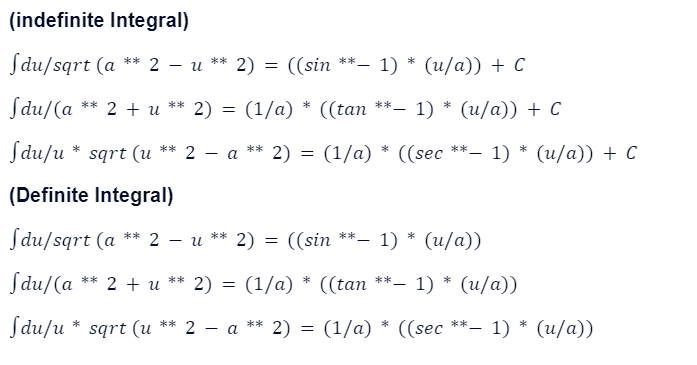 (indefinite Integral)
∫du/sqrt (a ** 2 − u ** 2) = ((sin **− 1) * (u/a)) + C
∫du/(a ** 2 + u ** 2) = (1/a) * ((tan **− 1) * (u/a)) + C
∫du/u * sqrt (u ** 2 − a ** 2) = (1/a) * ((sec **− 1) * (u/a)) + C
(Definite Integral)
∫du/sqrt (a ** 2 − u ** 2) = ((sin **− 1) * (u/a))
∫du/(a ** 2 + u ** 2) = (1/a) * ((tan **− 1) * (u/a))
∫du/u * sqrt (u ** 2 − a ** 2) = (1/a) * ((sec **− 1) * (u/a))